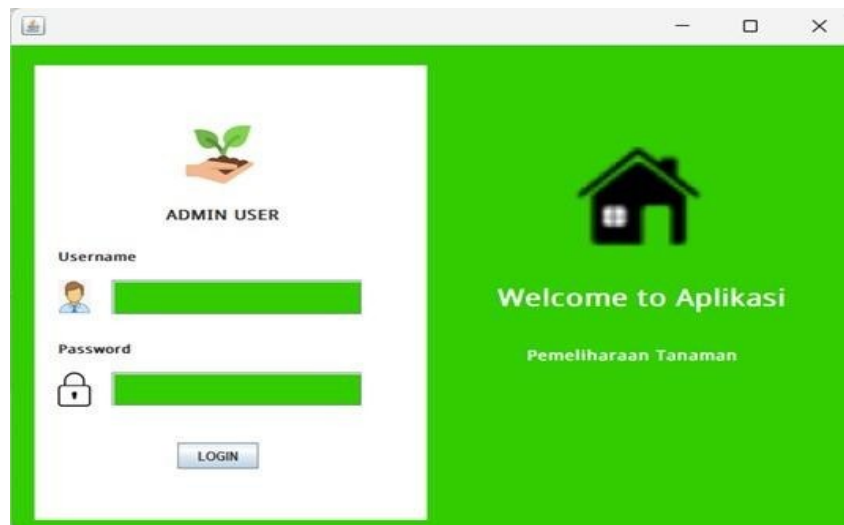 ADMIN USER
Username
Password
LOGIN
Welcome to Aplikasi
Pemeliharaan Tanaman